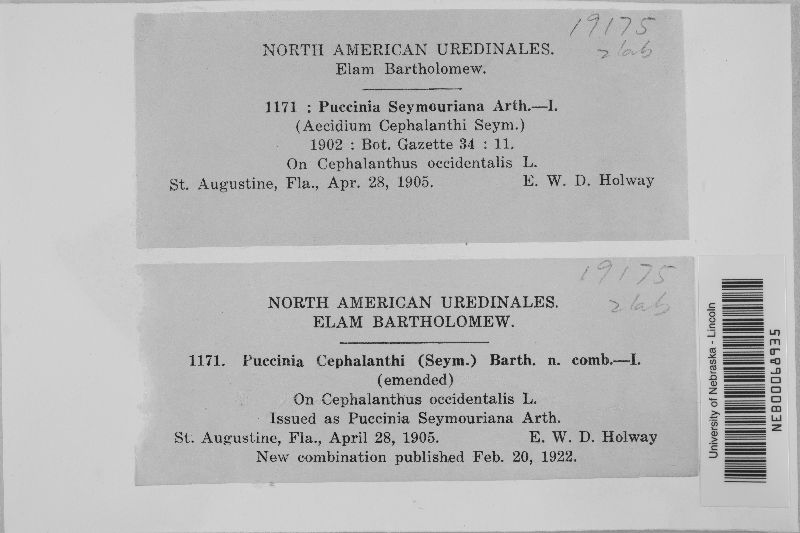 19175
2 lab
NORTH AMERICAN UREDINALES.
Elam Bartholomew.
1171 : Puccinia Seymouriana Arth.—I.
(Aecidium Cephalanthi Seym.)
1902 : Bot. Gazette 34 : 11.
On Cephalanthus occidentalis L.
St. Augustine, Fla., Apr. 28, 1905. E. W. D. Holway
19175
2 lab
NORTH AMERICAN UREDINALES.
ELAM BARTHOLOMEW.
1171. Puccinia Cephalanthi (Seym.) Barth. n. comb.—I.
(emended)
On Cephalanthus occidentalis L.
Issued as Puccinia Seymouriana Arth.
St. Augustine, Fla., April 28, 1905. E. W. D. Holway
New combination published Feb. 20, 1922.
University of Nebraska - Lincoln
NEB00068935